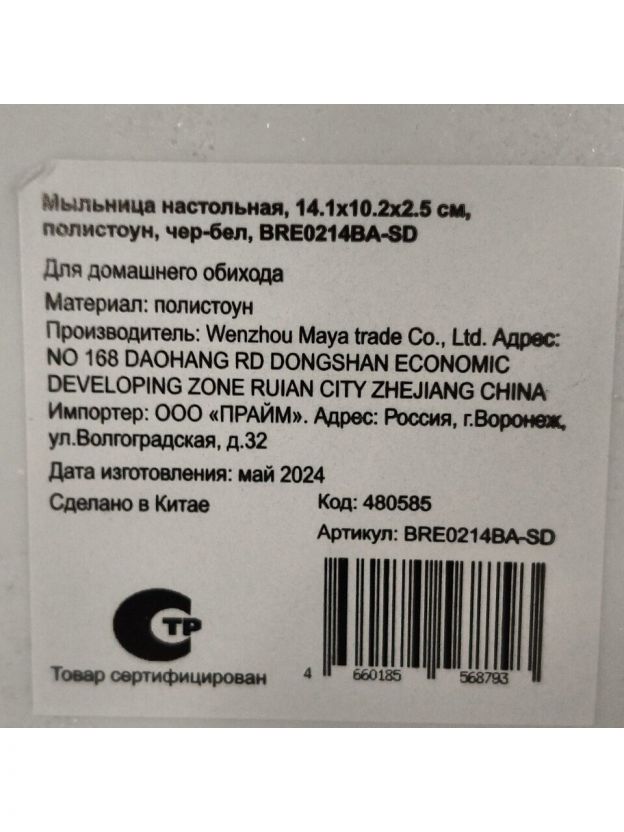 Мыльница настольная, 14.1x10.2x2.5 см,
полистоун, чер-бел, BRE0214BA-SD
Для домашнего обихода
Материал: полистоун
Производитель: Wenzhou Maya trade Co., Ltd. Адрес:
NO 168 DAOHANG RD DONGSHAN ECONOMIC
DEVELOPING ZONE RUIAN CITY ZHEJIANG CHINA
Импортер: ООО «ПРАЙМ». Адрес: Россия, г.Воронеж,
ул.Волгоградская, д.32
Дата изготовления: май 2024
Сделано в Китае
Код: 480585
Артикул: BRE0214BA-SD
СТР
Товар сертифицирован
4 660185 568793